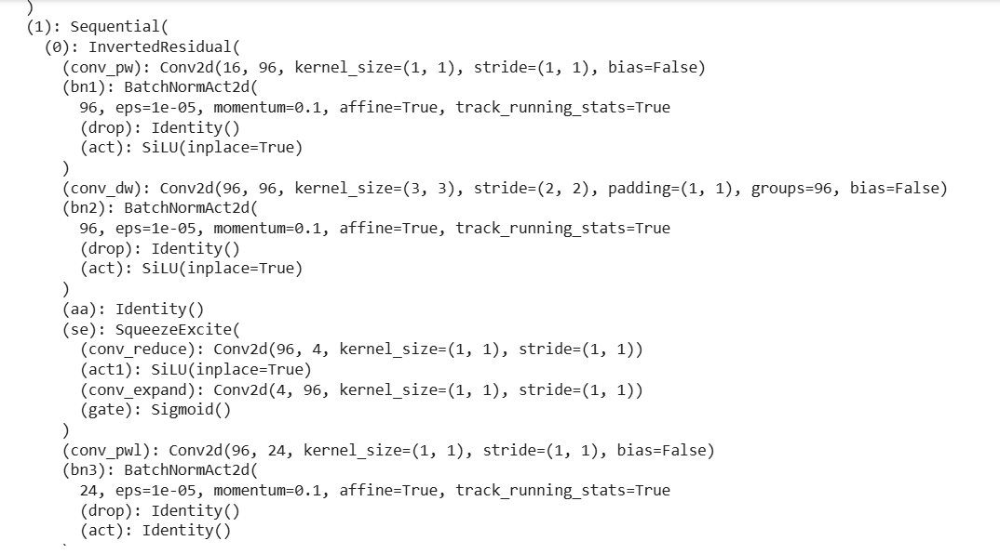 )
(1): Sequential(
(0): InvertedResidual(
(conv_pw): Conv2d(16, 96, kernel_size=(1, 1), stride=(1, 1), bias=False)
(bn1): BatchNormAct2d(
96, eps=1e-05, momentum=0.1, affine=True, track_running_stats=True
(drop): Identity()
(act): SiLU(inplace=True)
)
(conv_dw): Conv2d(96, 96, kernel_size=(3, 3), stride=(2, 2), padding=(1, 1), groups=96, bias=False)
(bn2): BatchNormAct2d(
96, eps=1e-05, momentum=0.1, affine=True, track_running_stats=True
(drop): Identity()
(act): SiLU(inplace=True)
)
(aa): Identity()
(se): SqueezeExcite(
(conv_reduce): Conv2d(96, 4, kernel_size=(1, 1), stride=(1, 1))
(act1): SiLU(inplace=True)
(conv_expand): Conv2d(4, 96, kernel_size=(1, 1), stride=(1, 1))
(gate): Sigmoid()
)
(conv_pwl): Conv2d(96, 24, kernel_size=(1, 1), stride=(1, 1), bias=False)
(bn3): BatchNormAct2d(
24, eps=1e-05, momentum=0.1, affine=True, track_running_stats=True
(drop): Identity()
(act): Identity()